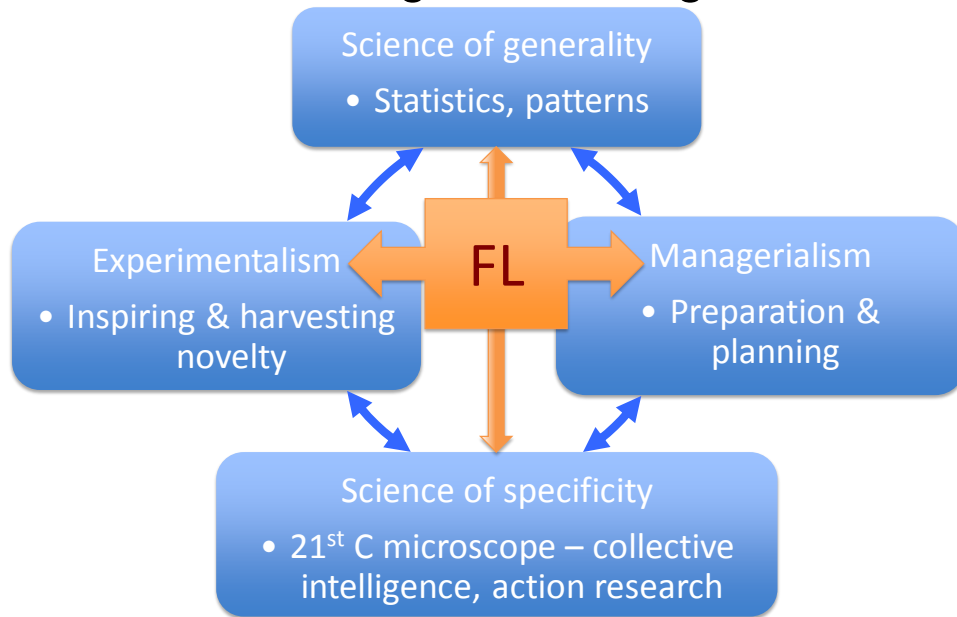 Science of generality
• Statistics, patterns
Experimentalism
• Inspiring & harvesting
novelty
FL
Managerialism
• Preparation &
planning
Science of specificity
• 21st C microscope – collective
intelligence, action research